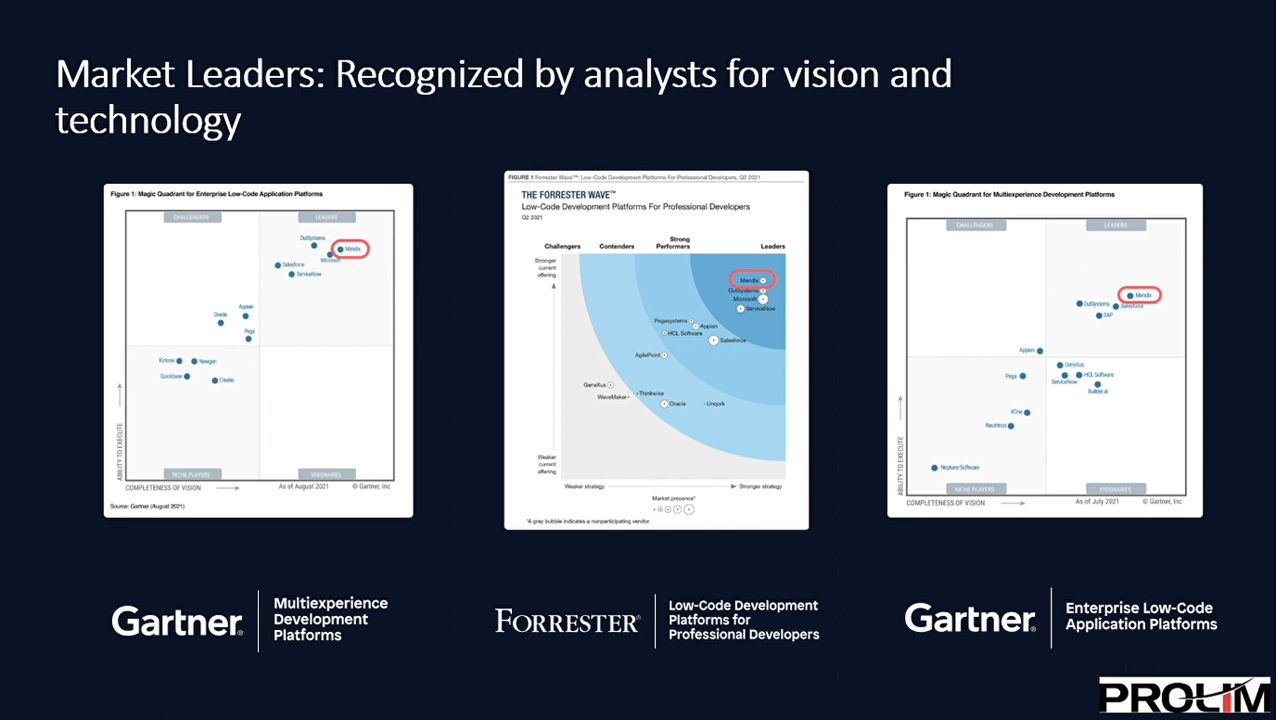 Market Leaders: Recognized by analysts for vision and
technology
Figure 1: Magic Quadrant for Enterprise Low-Code Application Platforms
CHALLENGERS
LEADERS
OutSystems
Mendix
Microsoft
Salesforce
ServiceNow
Appian
Oracle
Pega
Kintone
Newgen
Quickbase
Creatio
ABILITY TO EXECUTE
NICHE PLAYERS
VISIONARIES
COMPLETENESS OF VISION
As of August 2021
© Gartner, Inc
Source: Gartner (August 2021)
FIGURE 1 Forrester Wave™: Low-Code Development Platforms For Professional Developers, Q2 2021
THE FORRESTER WAVE™
Low-Code Development Platforms For Professional Developers
Q2 2021
Challengers
Contenders
Strong
Performers
Leaders
Stronger
current
offering
Mendix
OutSystems
Microsoft
ServiceNow
Pegasystems
Appian
HCL Software
Salesforce
AgilePoint
GeneXus
Thinkwise
WaveMaker
Oracle
Unqork
Weaker
current
offering
Weaker strategy
Stronger strategy
Market presence*
*A gray bubble indicates a nonparticipating vendor.
Figure 1: Magic Quadrant for Multiexperience Development Platforms
CHALLENGERS
LEADERS
Mendix
OutSystems
Salesforce
SAP
Appian
GeneXus
Pega
ServiceNow
HCL Software
Builder.ai
XOne
Neutrinos
Neptune Software
ABILITY TO EXECUTE
NICHE PLAYERS
VISIONARIES
COMPLETENESS OF VISION
As of July 2021
© Gartner, Inc
Gartner®
Multiexperience
Development
Platforms
FORRESTER®
Low-Code Development
Platforms for
Professional Developers
Gartner®
Enterprise Low-Code
Application Platforms
PROLIM